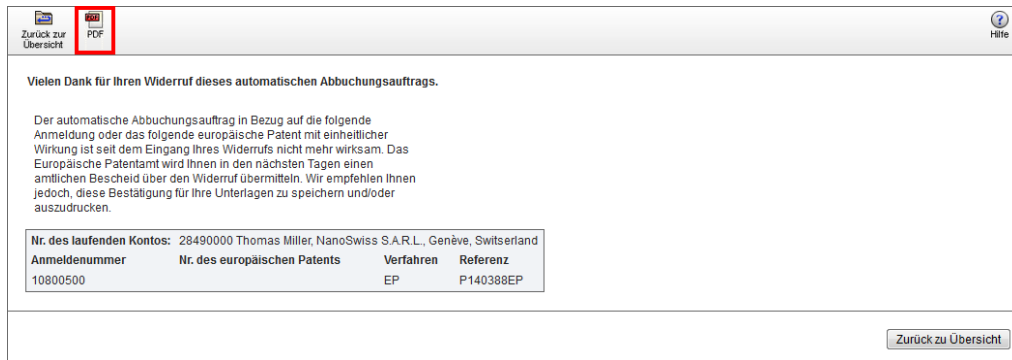 Zurück zur
Übersicht
PDF
PDF
Hilfe
Vielen Dank für Ihren Widerruf dieses automatischen Abbuchungsauftrags.
Der automatische Abbuchungsauftrag in Bezug auf die folgende
Anmeldung oder das folgende europäische Patent mit einheitlicher
Wirkung ist seit dem Eingang Ihres Widerrufs nicht mehr wirksam. Das
Europäische Patentamt wird Ihnen in den nächsten Tagen einen
amtlichen Bescheid über den Widerruf übermitteln. Wir empfehlen Ihnen
jedoch, diese Bestätigung für Ihre Unterlagen zu speichern und/oder
auszudrucken.
Nr. des laufenden Kontos: 28490000 Thomas Miller, NanoSwiss S.A.R.L., Genève, Switserland
Anmeldenummer Nr. des europäischen Patents Verfahren Referenz
10800500 EP P140388EP
Zurück zu Übersicht